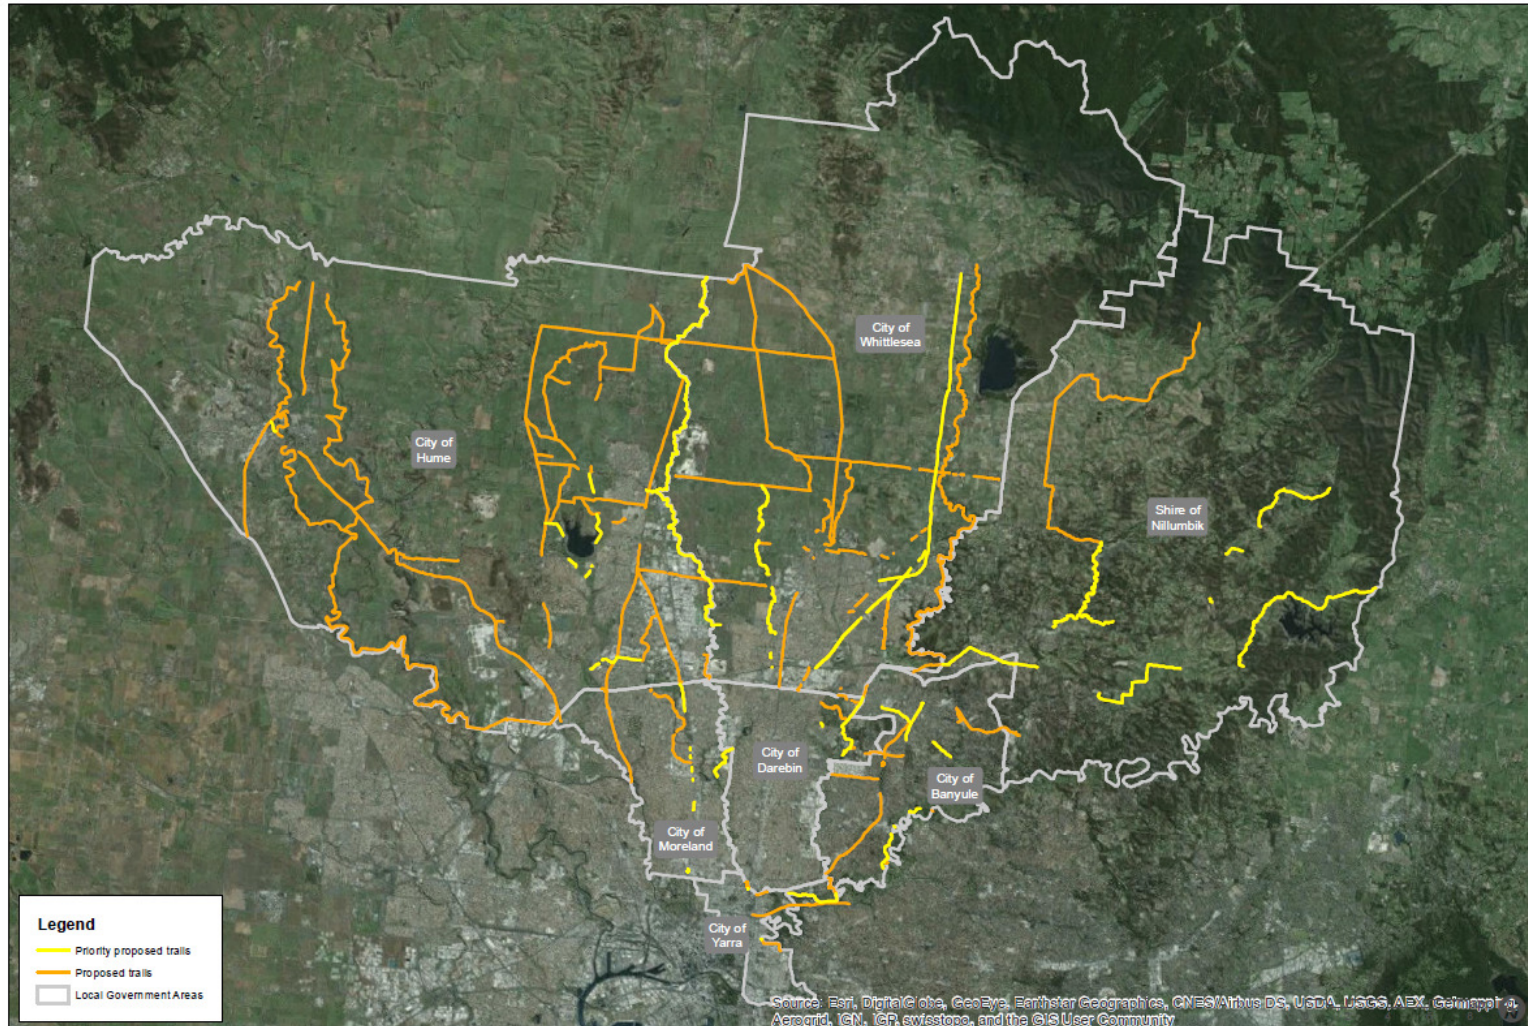 City of
Whittlesea
City of
Hume
Shire of
Nillumbik
City of
Darebin
City of
Banyule
City of
Moreland
City of
Yarra
Legend
Priority proposed trails
Proposed trails
Local Government Areas
Source: Esri, DigitalGlobe, GeoEye, Earthstar Geographics, CNES/Airbus DS, USDA, USGS, AEX, Getmapping,
Aerogrid, IGN, IGP, swisstopo, and the GIS User Community